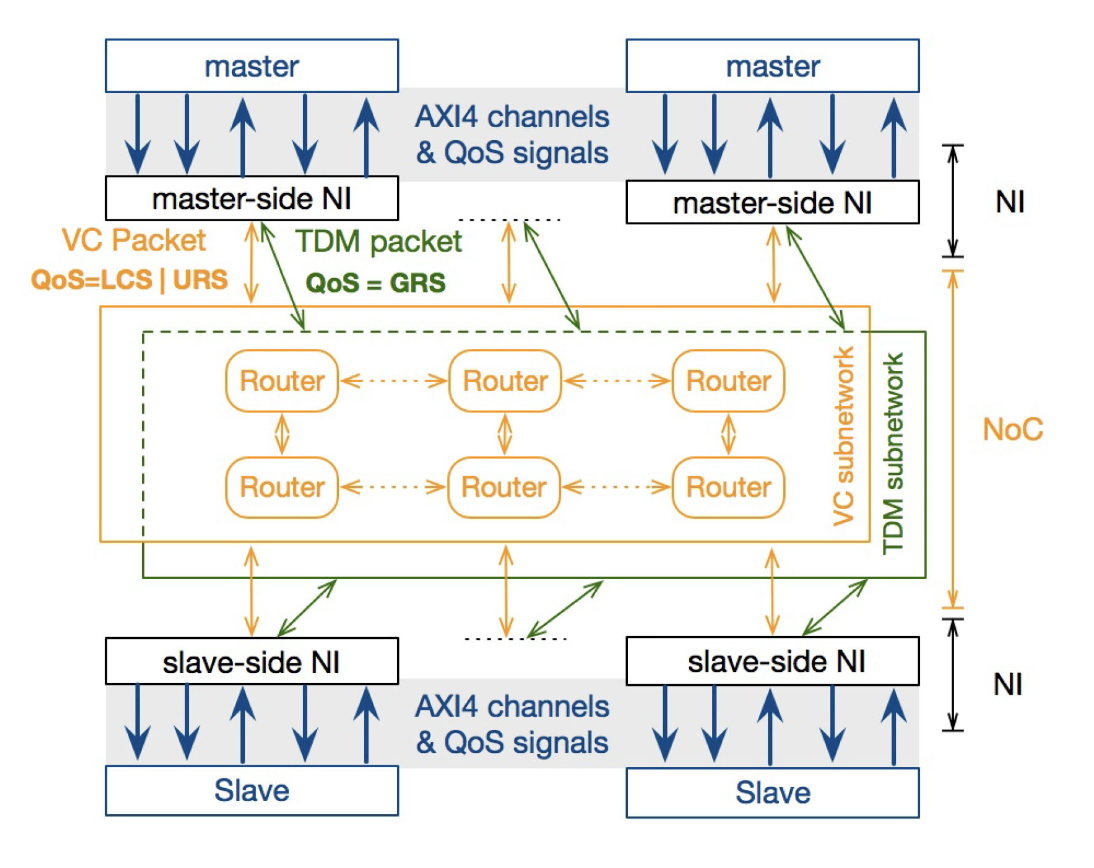 master
master
AXI4 channels
& QoS signals
master-side NI
master-side NI
NI
VC Packet
TDM packet
QoS=LCS | URS
QoS = GRS
Router
Router
Router
Router
Router
Router
VC subnetwork
TDM subnetwork
NoC
slave-side NI
slave-side NI
NI
AXI4 channels
& QoS signals
Slave
Slave